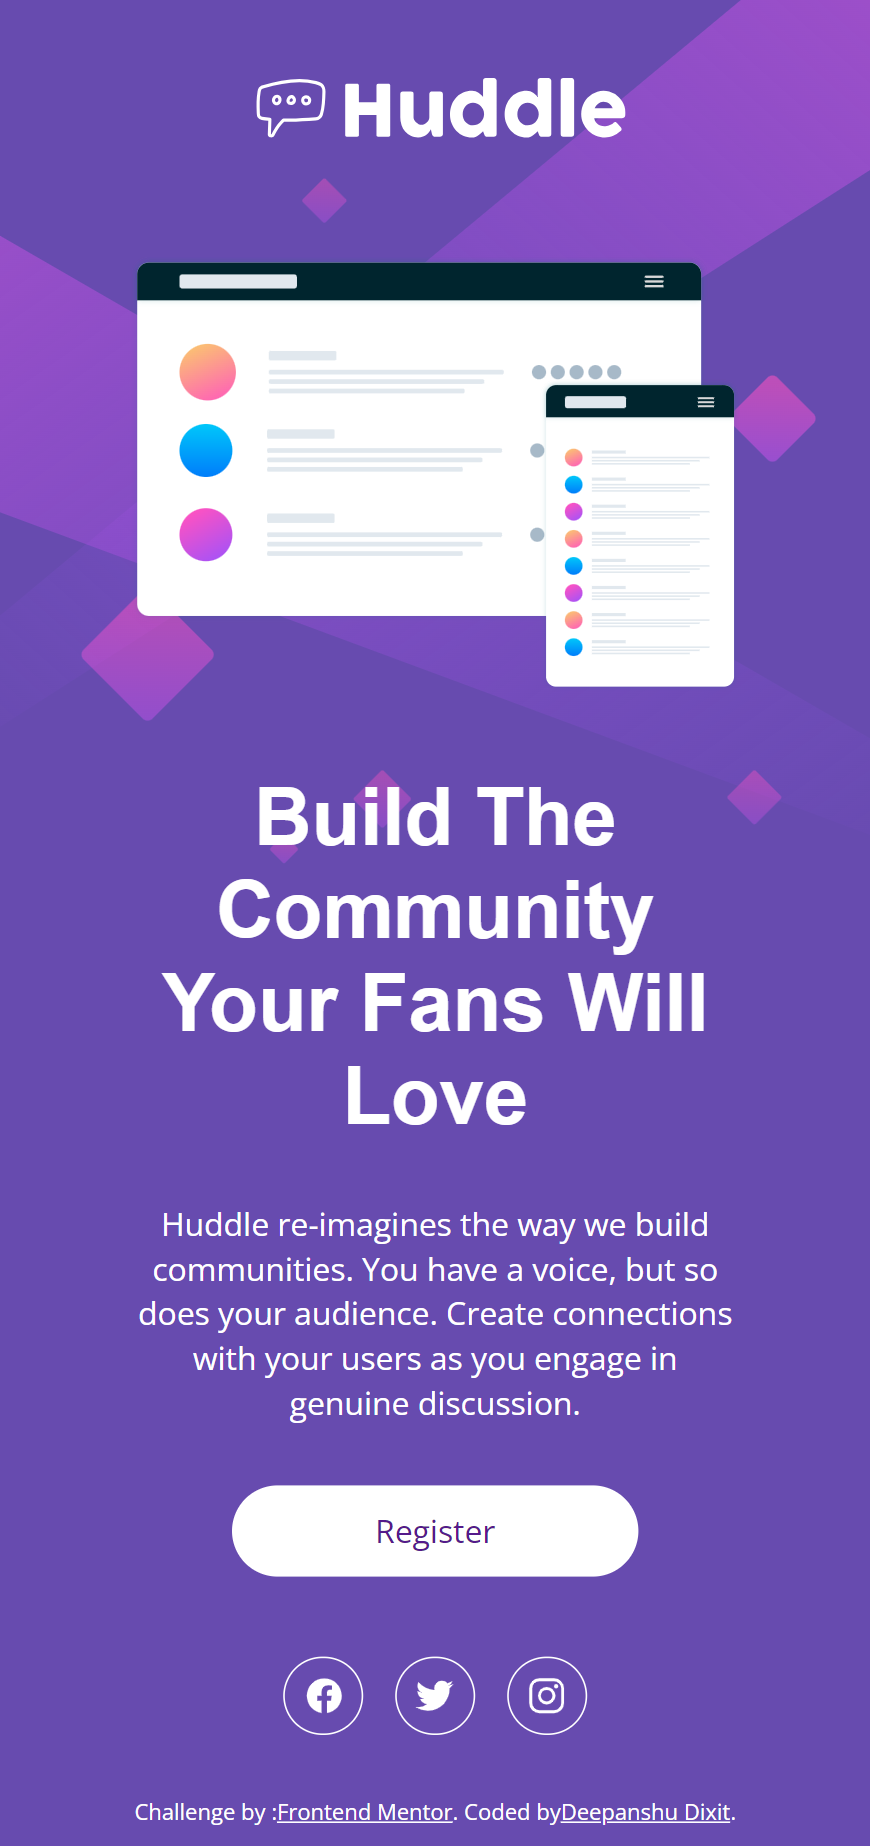 Huddle
Build The
Community
Your Fans Will
Love
Huddle re-imagines the way we build
communities. You have a voice, but so
does your audience. Create connections
with your users as you engage in
genuine discussion.
Register
Challenge by :Frontend Mentor. Coded byDeepanshu Dixit.